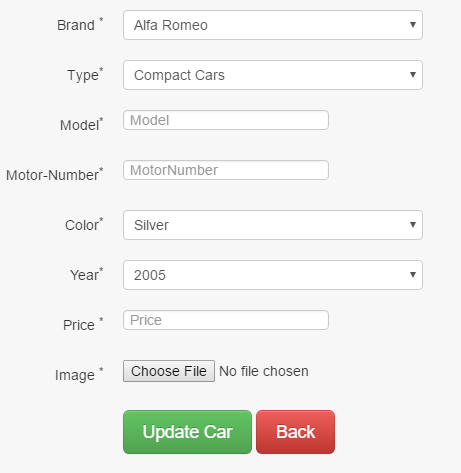 Brand * Alfa Romeo
Type* Compact Cars
Model* Model
Motor-Number* MotorNumber
Color* Silver
Year* 2005
Price * Price
Image * Choose File No file chosen
Update Car Back